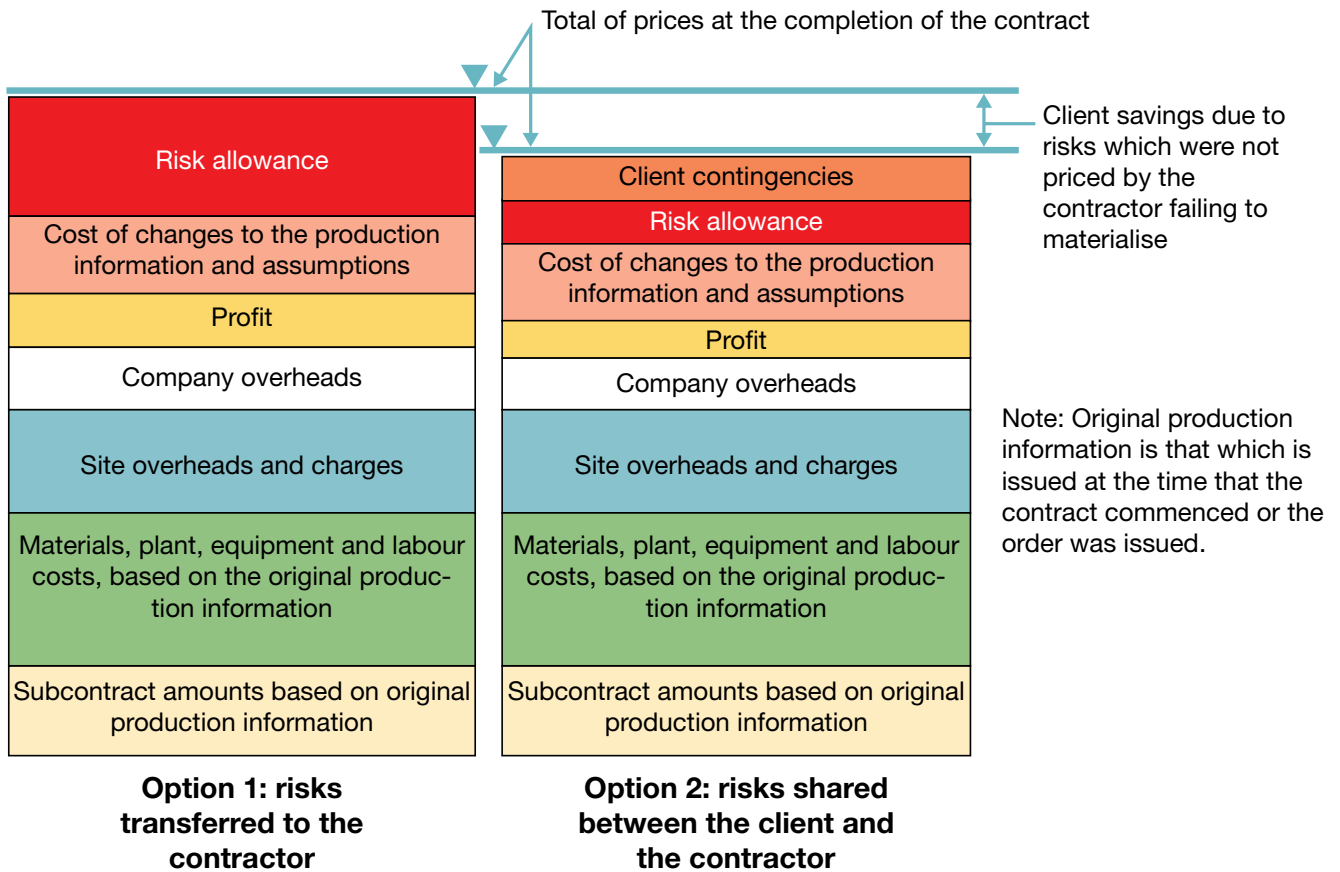 Total of prices at the completion of the contract
Risk allowance
Cost of changes to the production
information and assumptions
Profit
Company overheads
Site overheads and charges
Materials, plant, equipment and labour
costs, based on the original produc-
tion information
Subcontract amounts based on original
production information
Option 1: risks
transferred to the
contractor
Client contingencies
Risk allowance
Cost of changes to the production
information and assumptions
Profit
Company overheads
Site overheads and charges
Materials, plant, equipment and labour
costs, based on the original produc-
tion information
Subcontract amounts based on original
production information
Option 2: risks shared
between the client and
the contractor
Client savings due to
risks which were not
priced by the
contractor failing to
materialise
Note: Original production
information is that which is
issued at the time that the
contract commenced or the
order was issued.